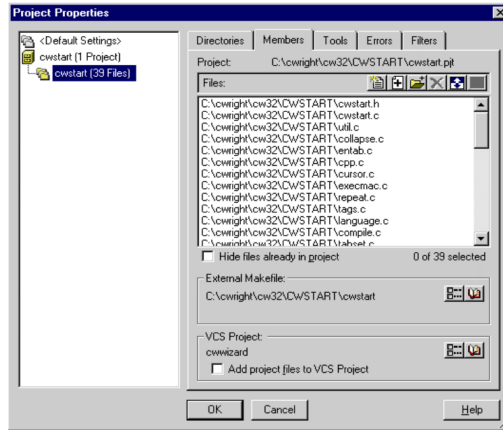 Project Properties
<Default Settings>
cwstart (1 Project)
cwstart (39 Files)
Directories Members Tools Errors Filters
Project: C:\cwright\cw32\CWSTART\cwstart.pjt
Files:
C:\cwright\cw32\CWSTART\cwstart.h
C:\cwright\cw32\CWSTART\cwstart.c
C:\cwright\cw32\CWSTART\util.c
C:\cwright\cw32\CWSTART\collapse.c
C:\cwright\cw32\CWSTART\entab.c
C:\cwright\cw32\CWSTART\cpp.c
C:\cwright\cw32\CWSTART\cursor.c
C:\cwright\cw32\CWSTART\execmac.c
C:\cwright\cw32\CWSTART\repeat.c
C:\cwright\cw32\CWSTART\tags.c
C:\cwright\cw32\CWSTART\language.c
C:\cwright\cw32\CWSTART\compile.c
C:\cwright\cw32\CWSTART\tabset.c
Hide files already in project 0 of 39 selected
External Makefile:
C:\cwright\cw32\CWSTART\cwstart
VCS Project:
cwwizard
Add project files to VCS Project
OK Cancel Help